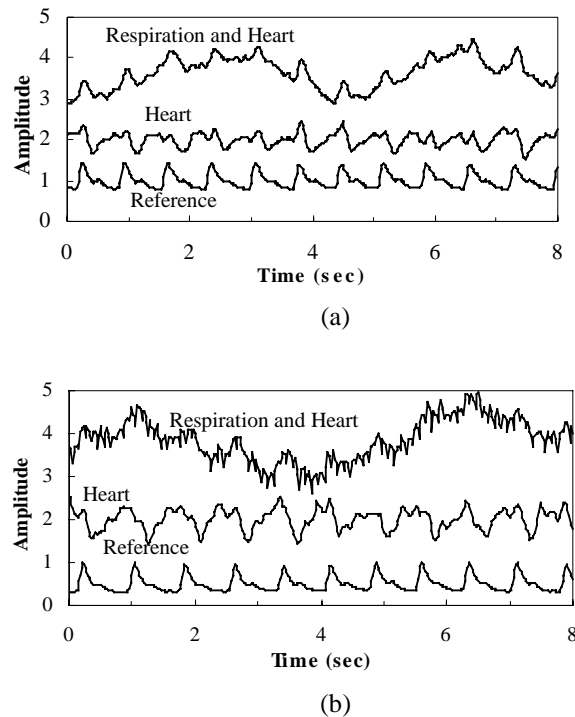 5
Respiration and Heart
4
3
Heart
2
1
Reference
0
Amplitude
0 2 4 6 8
Time (sec)
(a)
5
Respiration and Heart
4
3
Heart
2
Reference
1
0
Amplitude
0 2 4 6 8
Time (sec)
(b)